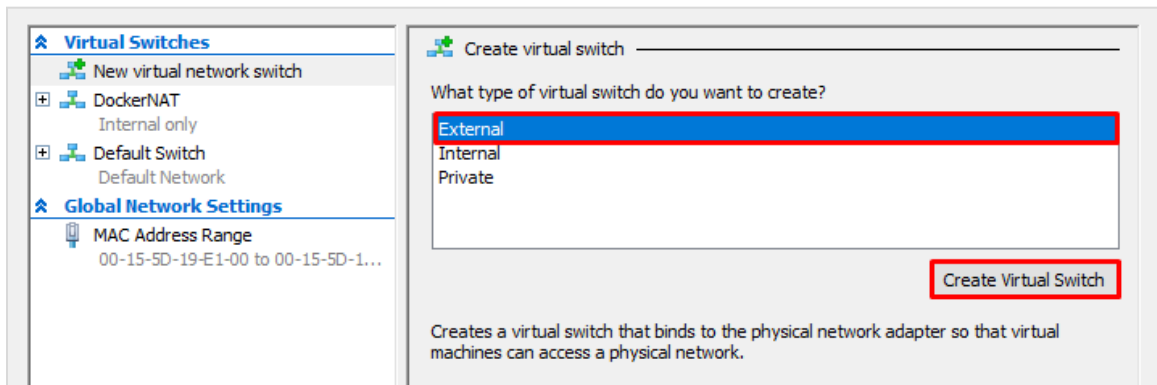 Virtual Switches
New virtual network switch
DockerNAT
Internal only
Default Switch
Default Network
Global Network Settings
MAC Address Range
00-15-5D-19-E1-00 to 00-15-5D-1...
Create virtual switch
What type of virtual switch do you want to create?
External
Internal
Private
Create Virtual Switch
Creates a virtual switch that binds to the physical network adapter so that virtual
machines can access a physical network.